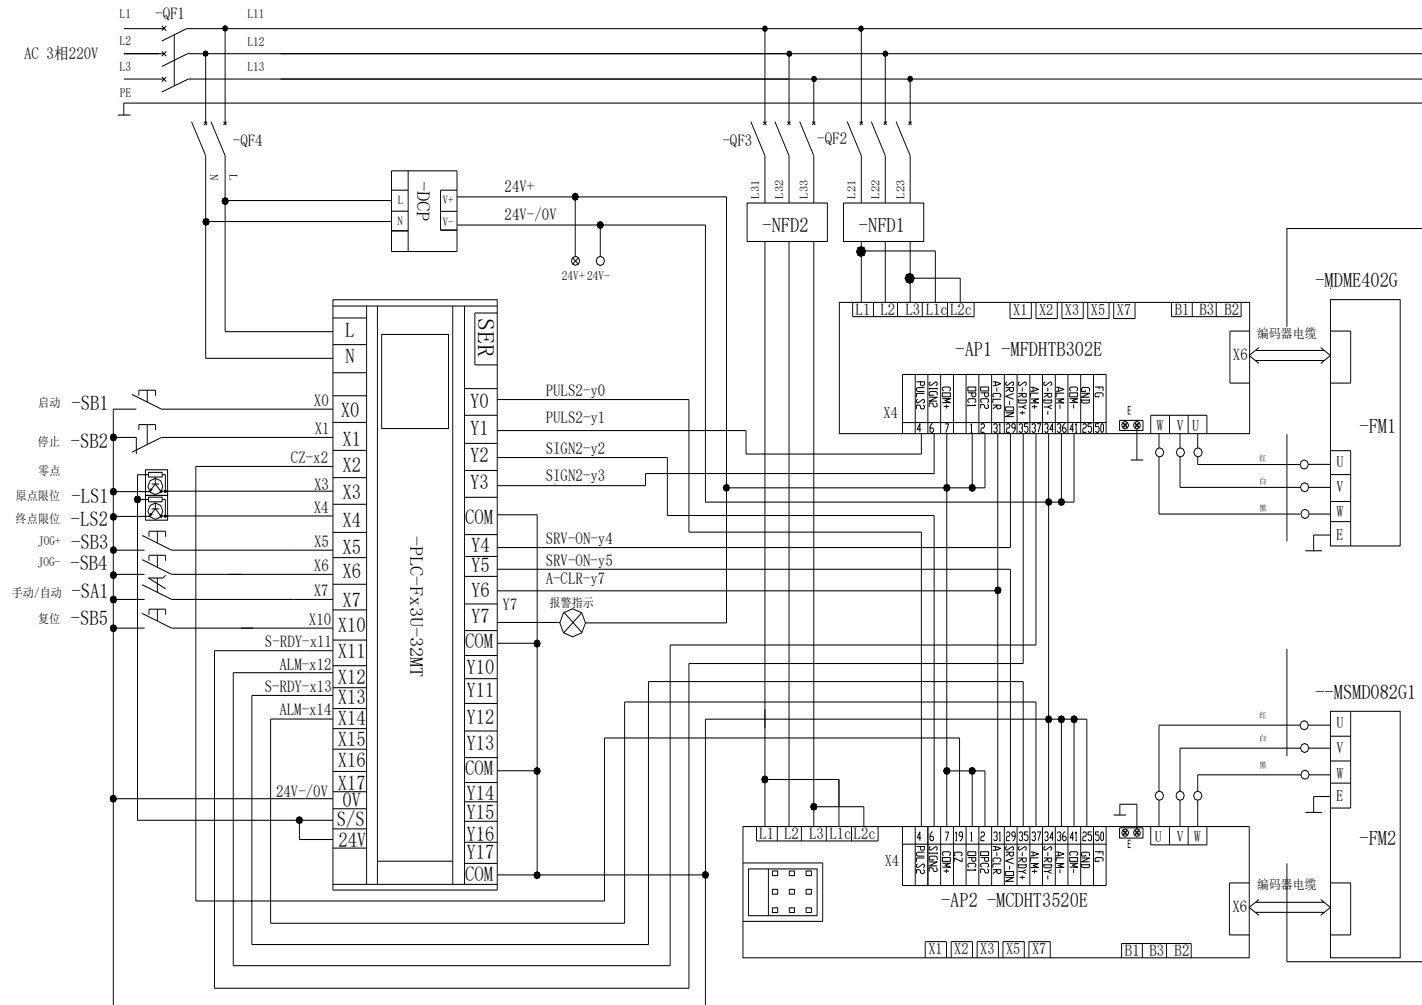 L1 -QF1 L11
L2 L12
AC 3相220V
L3 L13
PE
-QF4 -QF3 -QF2
N L
L31 L32 L33 L21 L22 L23
-DCP
L V+ 24V+
N V- 24V-/0V
24V+ 24V-
-NFD2 -NFD1
-MDME402G
L1 L2 L3 L1c L2c X1 X2 X3 X5 X7 B1 B3 B2
-AP1 -MFDHTB302E
X6 编码器电缆
X4
PULS2 SIGN2 COM+ OPC1 OPC2 A-CLR SRV-ON S-RDY+ ALM+ S-RDY- ALM- COM- GND FG
4 6 7 1 2 31 29 35 37 34 36 41 25 50
E
W V U
-FM1
红 U
白 V
黑 W
E
SER
-PLC-Fx3U-32MT
L
N
启动 -SB1 X0 X0
停止 -SB2 X1 X1
零点 CZ-x2 X2
原点限位 -LS1 X3 X3
终点限位 -LS2 X4 X4
JOG+ -SB3 X5 X5
JOG- -SB4 X6 X6
手动/自动 -SA1 X7 X7
复位 -SB5 X10 X10
S-RDY-x11 X11
ALM-x12 X12
S-RDY-x13 X13
ALM-x14 X14
X15
X16
X17
24V-/0V 0V
S/S
24V
Y0 PULS2-y0
Y1 PULS2-y1
Y2 SIGN2-y2
Y3 SIGN2-y3
COM
Y4 SRV-ON-y4
Y5 SRV-ON-y5
Y6 A-CLR-y7
Y7 Y7 报警指示
COM
Y10
Y11
Y12
Y13
COM
Y14
Y15
Y16
Y17
COM
--MSMD082G1
红 U
白 V
黑 W
E
-FM2
L1 L2 L3 L1c L2c
X4
4 6 7 19 1 2 31 29 35 37 34 36 41 25 50
PULS2 SIGN2 COM+ CZ OPC1 OPC2 A-CLR SRV-ON S-RDY+ ALM+ S-RDY- ALM- COM- GND FG
E
U V W
-AP2 -MCDHT3520E
X6 编码器电缆
X1 X2 X3 X5 X7 B1 B3 B2